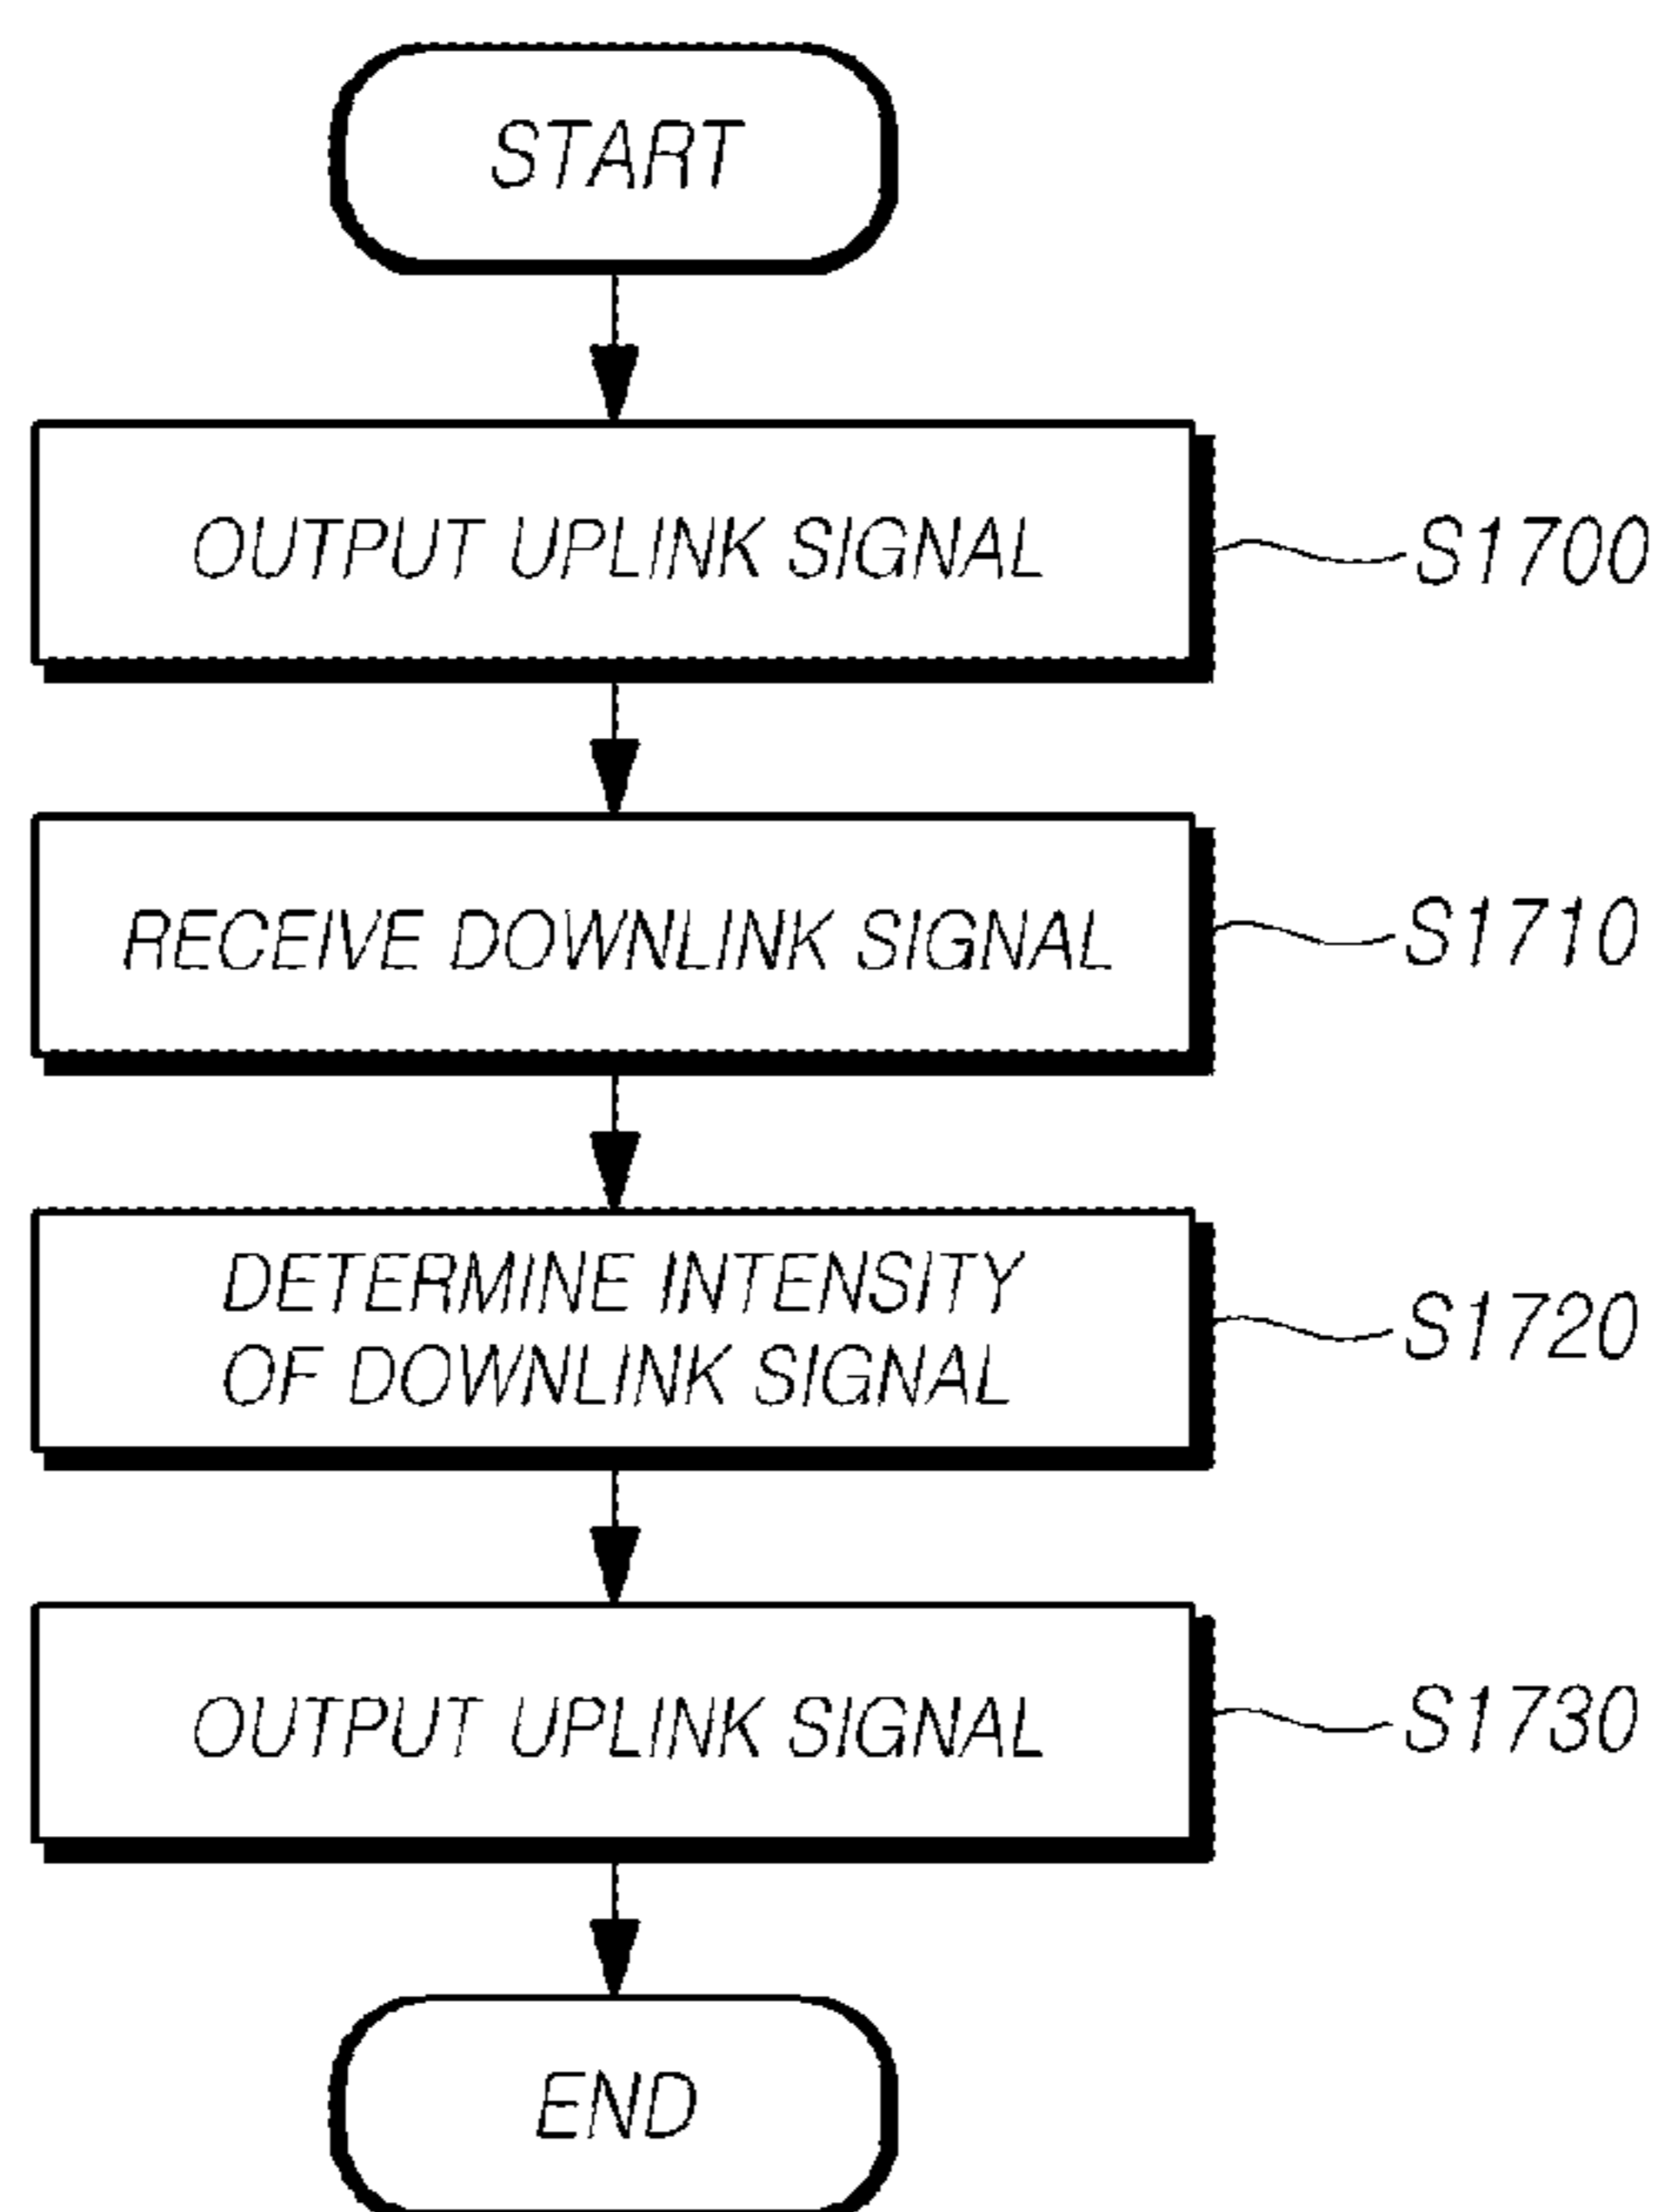 START
OUTPUT UPLINK SIGNAL
S1700
RECEIVE DOWNLINK SIGNAL
S1710
DETERMINE INTENSITY
OF DOWNLINK SIGNAL
S1720
OUTPUT UPLINK SIGNAL
S1730
END